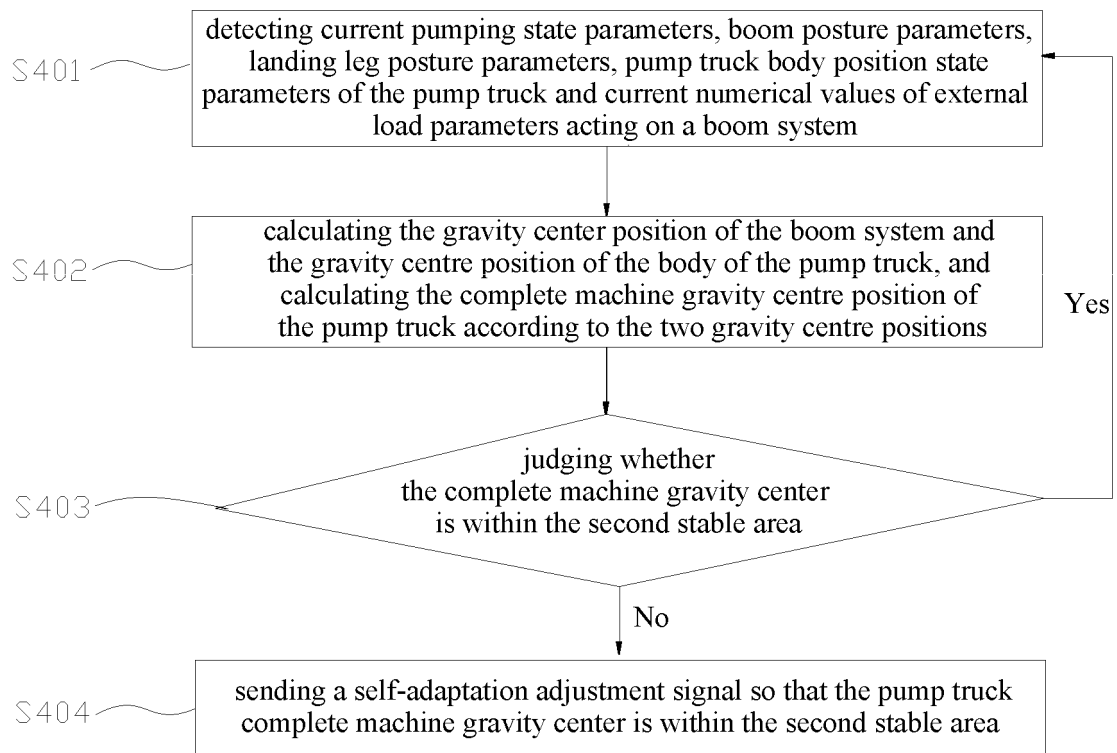 S401
detecting current pumping state parameters, boom posture parameters,
landing leg posture parameters, pump truck body position state
parameters of the pump truck and current numerical values of external
load parameters acting on a boom system
S402
calculating the gravity center position of the boom system and
the gravity centre position of the body of the pump truck, and
calculating the complete machine gravity centre position of
the pump truck according to the two gravity centre positions
Yes
S403
judging whether
the complete machine gravity center
is within the second stable area
No
S404
sending a self-adaptation adjustment signal so that the pump truck
complete machine gravity center is within the second stable area